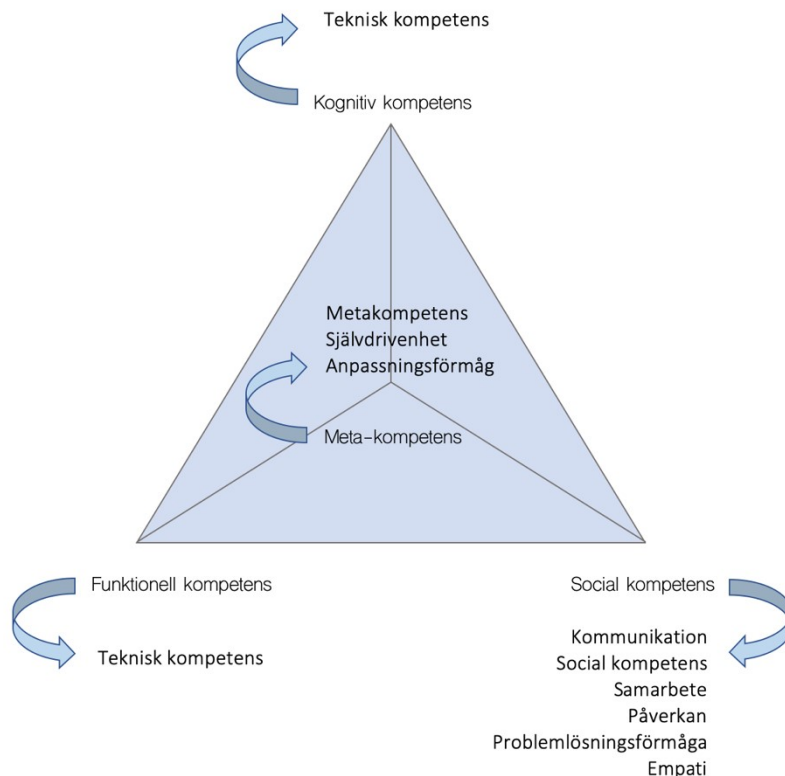 Teknisk kompetens
Kognitiv kompetens
Metakompetens
Självdrivenhet
Anpassningsförmåg
Meta-kompetens
Funktionell kompetens
Teknisk kompetens
Social kompetens
Kommunikation
Social kompetens
Samarbete
Påverkan
Problemlösningsförmåga
Empati